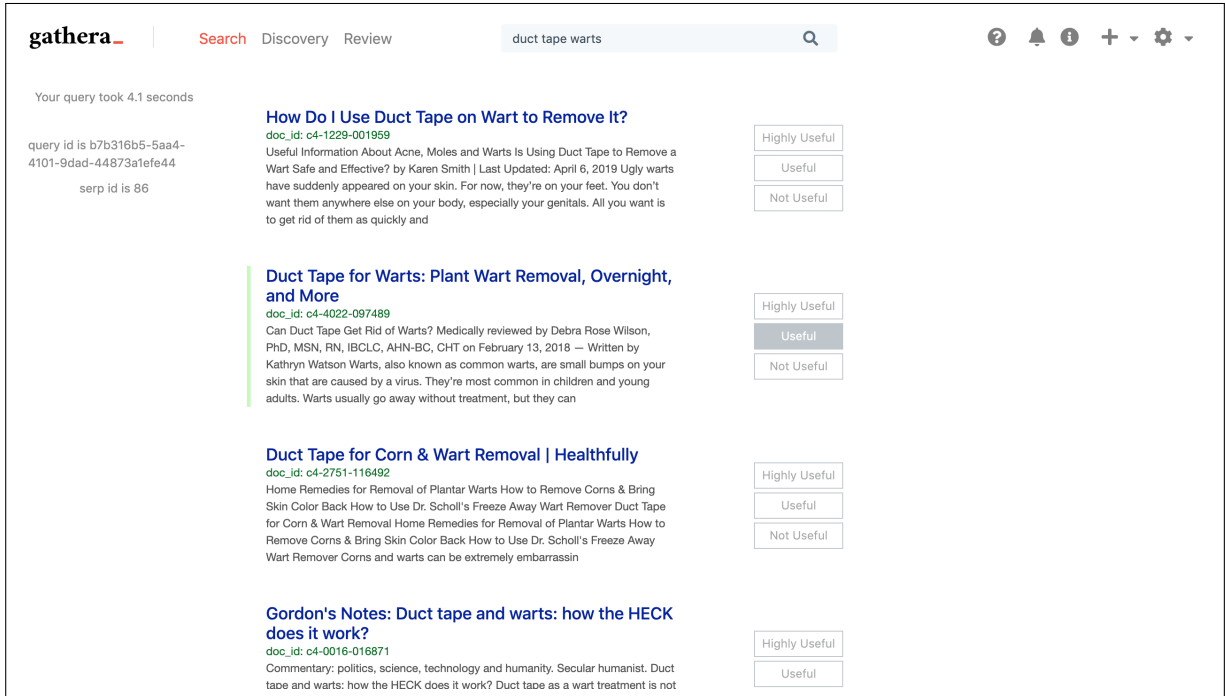 gathera_
Search Discovery Review
duct tape warts
Your query took 4.1 seconds
query id is b7b316b5-5aa4-
4101-9dad-44873a1efe44
serp id is 86
How Do I Use Duct Tape on Wart to Remove It?
doc_id: c4-1229-001959
Useful Information About Acne, Moles and Warts Is Using Duct Tape to Remove a
Wart Safe and Effective? by Karen Smith | Last Updated: April 6, 2019 Ugly warts
have suddenly appeared on your skin. For now, they're on your feet. You don't
want them anywhere else on your body, especially your genitals. All you want is
to get rid of them as quickly and
Highly Useful
Useful
Not Useful
Duct Tape for Warts: Plant Wart Removal, Overnight,
and More
doc_id: c4-4022-097489
Can Duct Tape Get Rid of Warts? Medically reviewed by Debra Rose Wilson,
PhD, MSN, RN, IBCLC, AHN-BC, CHT on February 13, 2018 — Written by
Kathryn Watson Warts, also known as common warts, are small bumps on your
skin that are caused by a virus. They're most common in children and young
adults. Warts usually go away without treatment, but they can
Highly Useful
Useful
Not Useful
Duct Tape for Corn & Wart Removal | Healthfully
doc_id: c4-2751-116492
Home Remedies for Removal of Plantar Warts How to Remove Corns & Bring
Skin Color Back How to Use Dr. Scholl's Freeze Away Wart Remover Duct Tape
for Corn & Wart Removal Home Remedies for Removal of Plantar Warts How to
Remove Corns & Bring Skin Color Back How to Use Dr. Scholl's Freeze Away
Wart Remover Corns and warts can be extremely embarrassin
Highly Useful
Useful
Not Useful
Gordon's Notes: Duct tape and warts: how the HECK
does it work?
doc_id: c4-0016-016871
Commentary: politics, science, technology and humanity. Secular humanist. Duct
tape and warts: how the HECK does it work? Duct tape as a wart treatment is not
Highly Useful
Useful